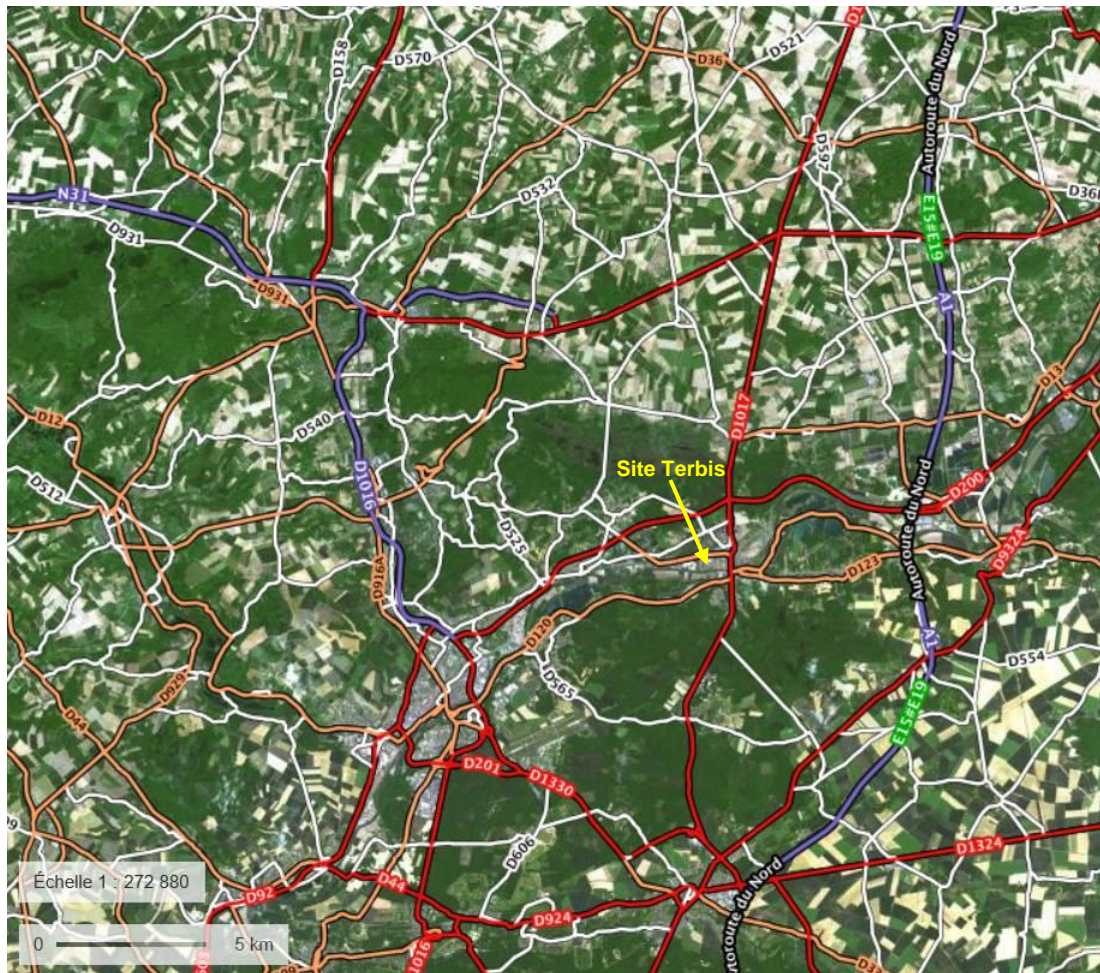 D1
D158
D570
D36
D521
Autoroute du Nord
D597
N31
D931
D532
D36
E15#E19
D931
A1
D13
D12
D540
D1017
D512
D1016
Site Terbis
Autoroute du Nord
D200
D525
D916A
D123
D932A
D120
A1
D554
D565
D929
E15#E19
D44
D201
D1330
D606
D1324
Échelle 1 : 272 880
D92
D44
D924
Autoroute du Nord
0 5 km
1016